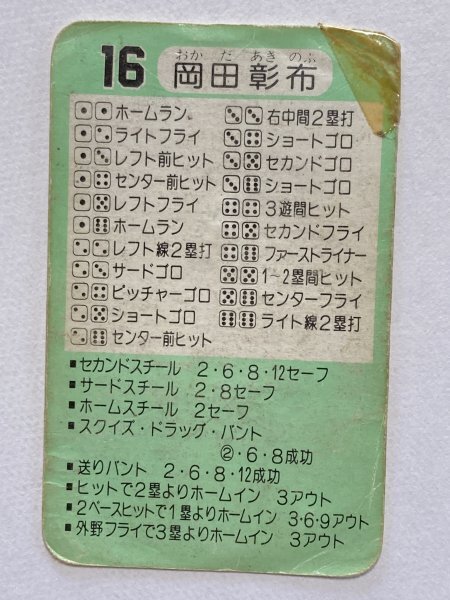 16 岡田彰布
おかだ あきのぶ
⚀⚀ホームラン
⚀⚁ライトフライ
⚀⚂レフト前ヒット
⚀⚃センター前ヒット
⚀⚄レフトフライ
⚀⚅ホームラン
⚁⚁レフト線2塁打
⚁⚂サードゴロ
⚁⚃ピッチャーゴロ
⚁⚄ショートゴロ
⚁⚅センター前ヒット
⚂⚂右中間2塁打
⚂⚃ショートゴロ
⚂⚄セカンドゴロ
⚂⚅ショートゴロ
⚃⚃3遊間ヒット
⚃⚄セカンドフライ
⚃⚅ファーストライナー
⚄⚄1~2塁間ヒット
⚄⚅センターフライ
⚅⚅ライト線2塁打
■セカンドスチール 2・6・8・12セーフ
■サードスチール 2・8セーフ
■ホームスチール 2セーフ
■スクイズ・ドラッグ・バント
②・6・8成功
■送りバント 2・6・8・12成功
■ヒットで2塁よりホームイン 3アウト
■2ベースヒットで1塁よりホームイン 3・6・9アウト
■外野フライで3塁よりホームイン 3アウト